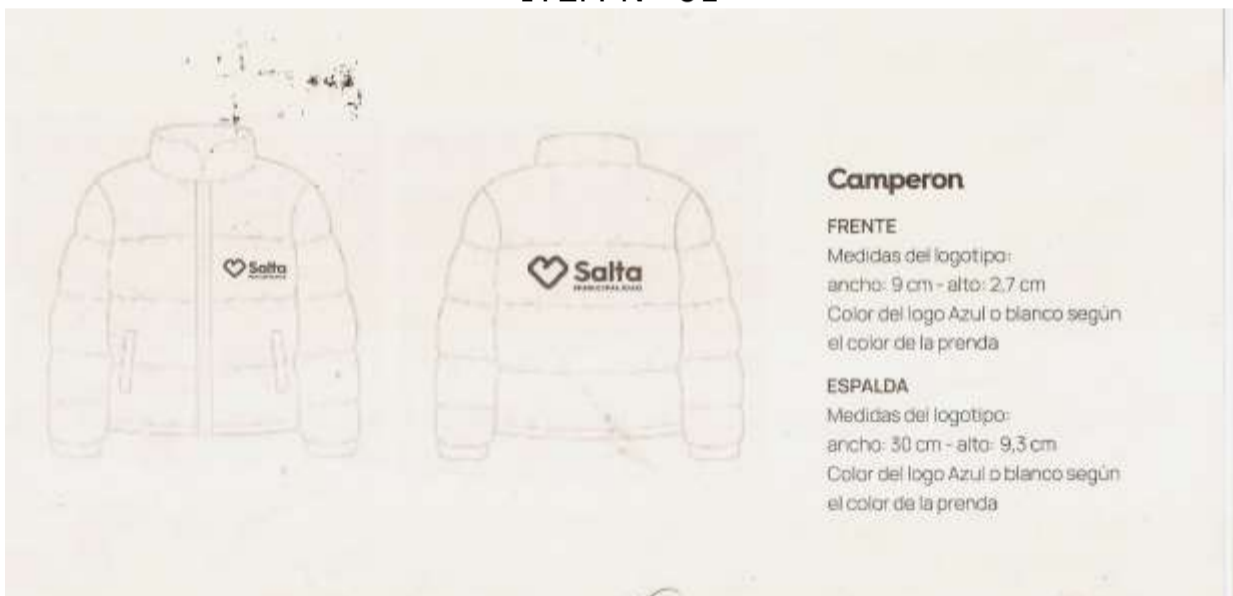 Salta
Salta
MUNICIPALIDAD
Camperon
FRENTE
Medidas del logotipo:
ancho: 9 cm - alto: 2,7 cm
Color del logo Azul o blanco según
el color de la prenda
ESPALDA
Medidas del logotipo:
ancho: 30 cm - alto: 9,3 cm
Color del logo Azul o blanco según
el color de la prenda